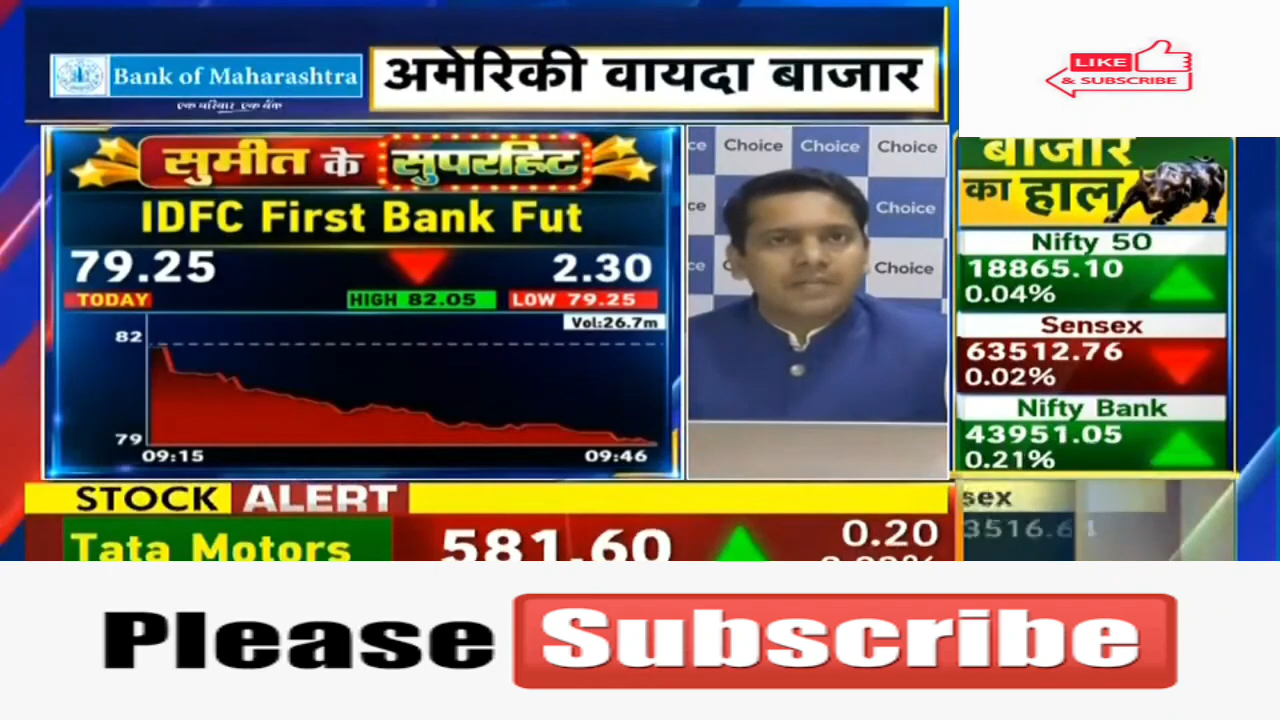 Bank of Maharashtra
एक परिवार एक बैंक
अमेरिकी वायदा बाजार
LIKE
& SUBSCRIBE
सुमीत के सुपरहिट
IDFC First Bank Fut
79.25 2.30
TODAY HIGH 82.05 LOW 79.25
Vol:26.7m
82
79
09:15 09:46
Choice Choice Choice
Choice
Choice
बाजार
का हाल
Nifty 50
18865.10
0.04%
Sensex
63512.76
0.02%
Nifty Bank
43951.05
0.21%
STOCK ALERT
Tata Motors 581.60 0.20
sex
3516.6
Please Subscribe